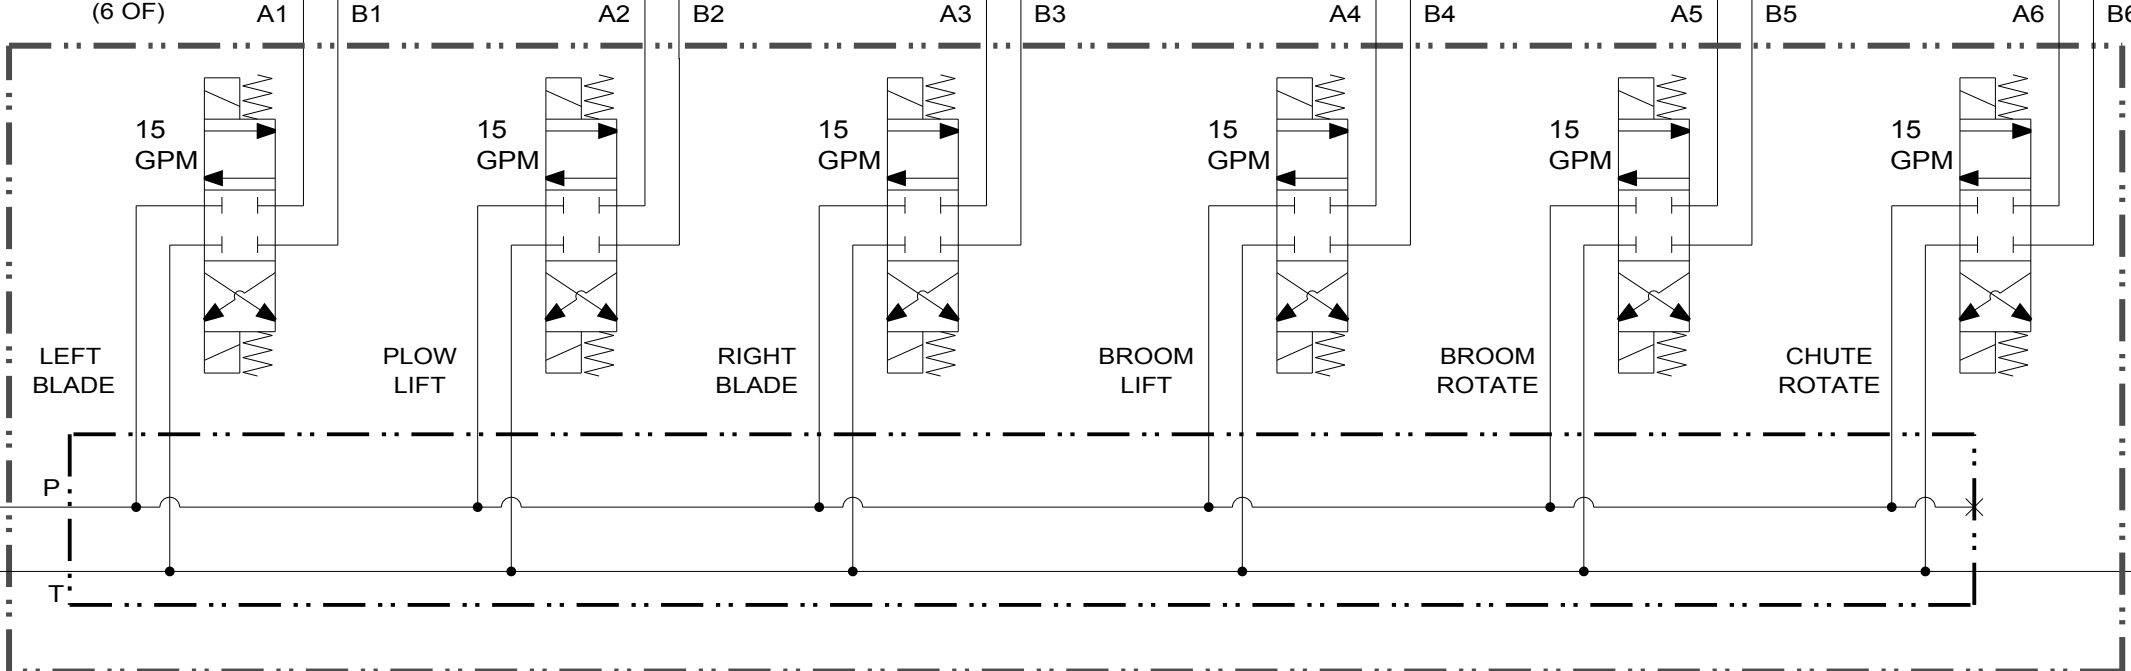 (6 OF)
A1
B1
A2
B2
A3
B3
A4
B4
A5
B5
A6
B6
15
GPM
15
GPM
15
GPM
15
GPM
15
GPM
15
GPM
LEFT
BLADE
PLOW
LIFT
RIGHT
BLADE
BROOM
LIFT
BROOM
ROTATE
CHUTE
ROTATE
P
T